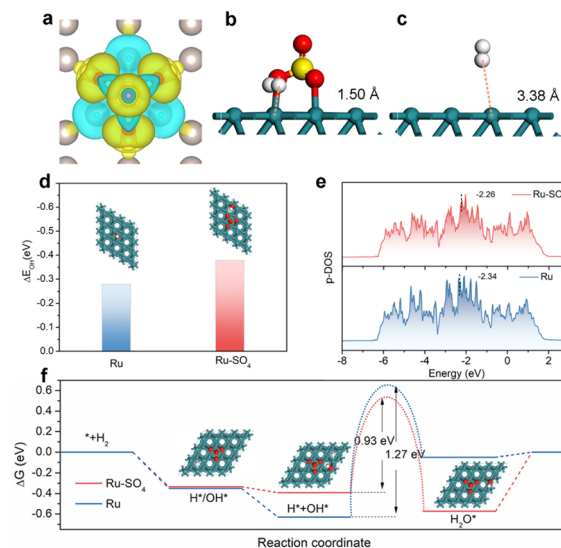 a
b
c
1.50 Å
3.38 Å
d
e
-0.6
-0.5
-0.4
-0.3
-0.2
-0.1
0.0
ΔE_OH (eV)
Ru
Ru-SO₄
p-DOS
-2.26
Ru-SO
-2.34
Ru
-8
-6
-4
-2
0
2
Energy (eV)
f
0.6
0.4
0.2
0.0
-0.2
-0.4
-0.6
ΔG (eV)
*+H₂
Ru-SO₄
Ru
H*/OH*
H*+OH*
0.93 eV
1.27 eV
H₂O*
Reaction coordinate